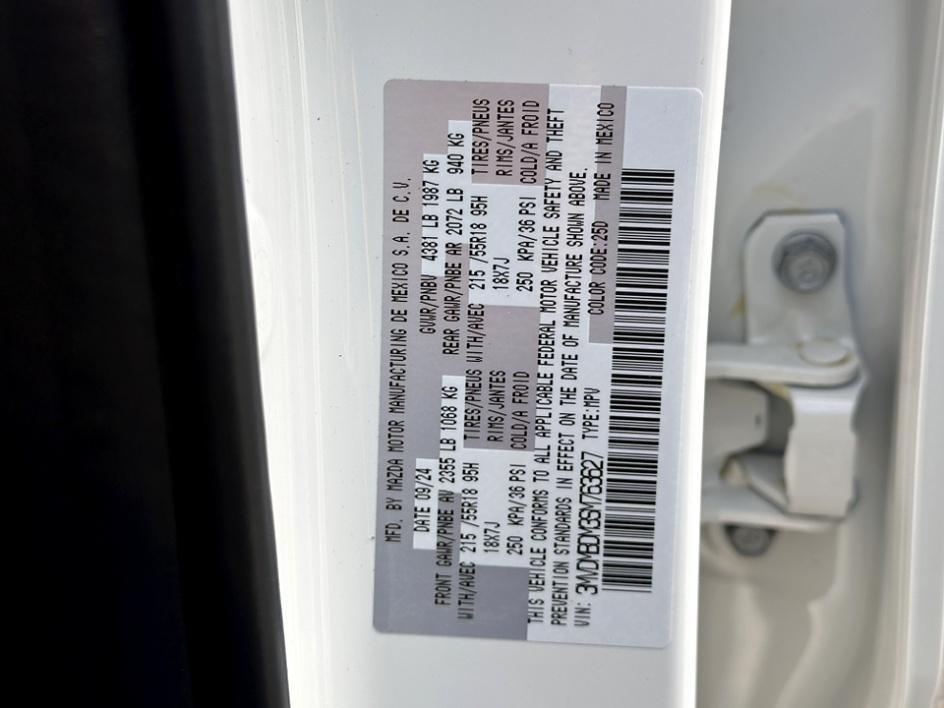 MFD. BY MAZDA MOTOR MANUFACTURING DE MEXICO S.A. DE C.V.
DATE 09/24 GVWR/PNBV 4381 LB 1987 KG
FRONT GAWR/PNBE AV 2355 LB 1068 KG REAR GAWR/PNBE AR 2072 LB 940 KG
WITH/AVEC 215 /55R18 95H TIRES/PNEUS WITH/AVEC 215 /55R18 95H TIRES/PNEUS
18X7J RIMS/JANTES 18X7J RIMS/JANTES
250 KPA/36 PSI COLD/A FROID 250 KPA/36 PSI COLD/A FROID
THIS VEHICLE CONFORMS TO ALL APPLICABLE FEDERAL MOTOR VEHICLE SAFETY AND THEFT
PREVENTION STANDARDS IN EFFECT ON THE DATE OF MANUFACTURE SHOWN ABOVE.
VIN: 3MVDMBDM3SM763627 TYPE:MPV COLOR CODE:25D MADE IN MEXICO